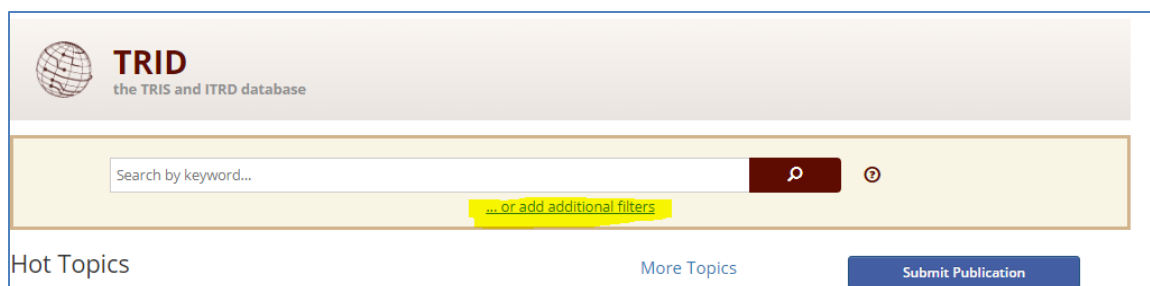 TRID
the TRIS and ITRD database
Search by keyword...
... or add additional filters
Hot Topics
More Topics
Submit Publication